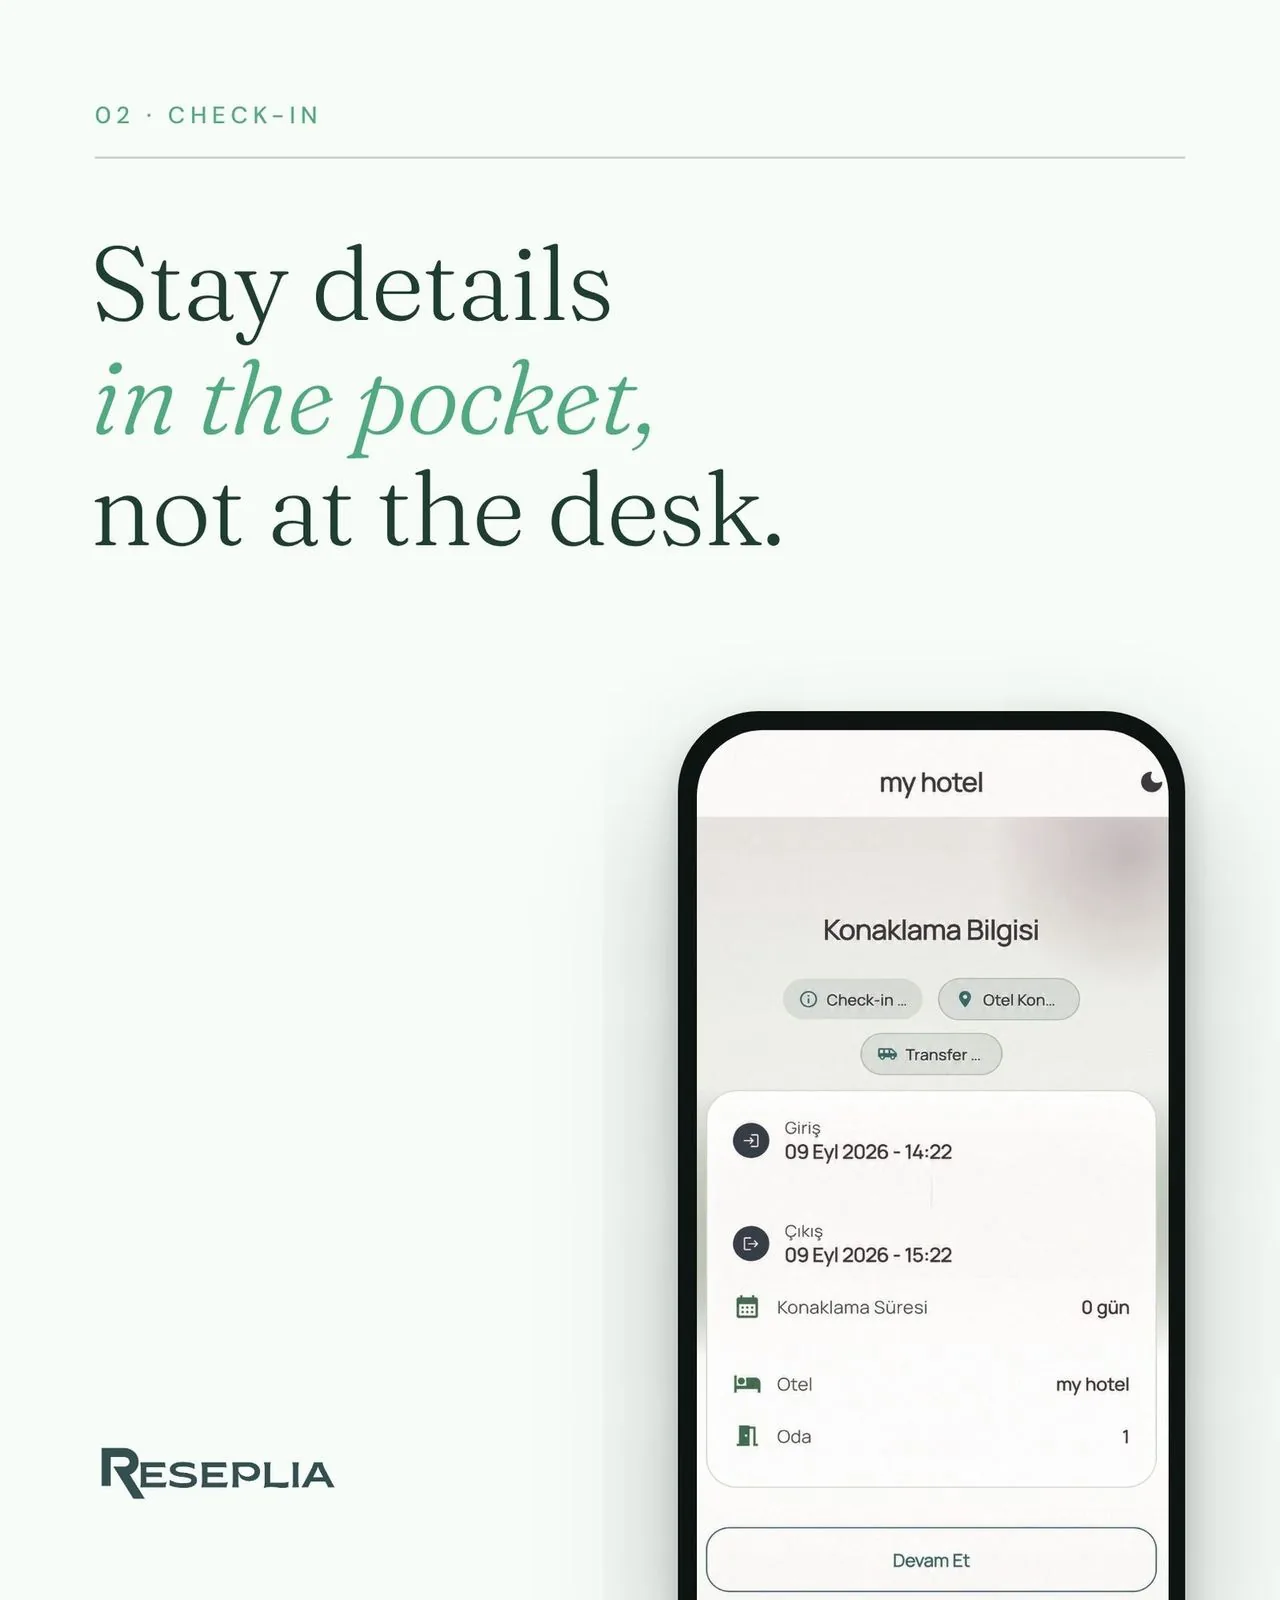 02 · CHECK-IN
Stay details
in the pocket,
not at the desk.
my hotel
Konaklama Bilgisi
Check-in ...
Otel Kon...
Transfer ...
Giriş
09 Eyl 2026 - 14:22
Çıkış
09 Eyl 2026 - 15:22
Konaklama Süresi 0 gün
Otel my hotel
Oda 1
Devam Et
RESEPLIA